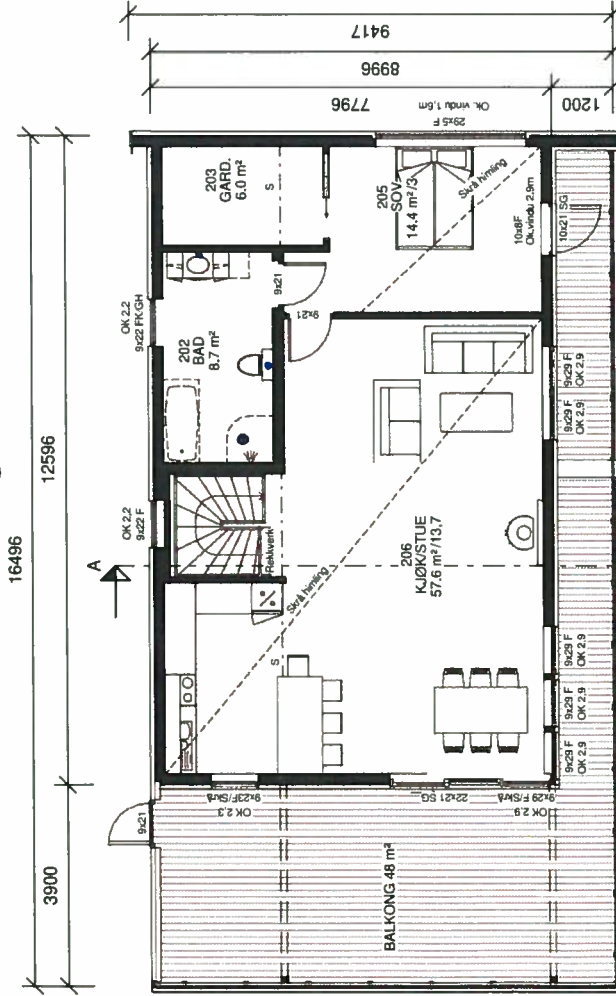 16496
3900
12596
9417
8996
7796
1200
A
9x21
OK 2,2
9x22 F
OK 2,2
9x22 FK/GH
203
GARD.
6.0 m²
S
202
BAD
8.7 m²
9x21
9x21
205
SOV
14.4 m²/3
Skrå himling
Ok. vindu 1,6m
29x5 F
10x8F
Ok.vindu 2,9m
10x21 SG
Rekkverk
Skrå himling
S
206
KJØK/STUE
57.6 m²/13,7
OK 2,3
9x23F/Skrå
22x21 SG
OK 2,9
9x29 F/Skrå
BALKONG 48 m²
9x29 F
OK 2,9
9x29 F
OK 2,9
9x29 F
OK 2,9
9x29 F
OK 2,9
9x29 F
OK 2,9